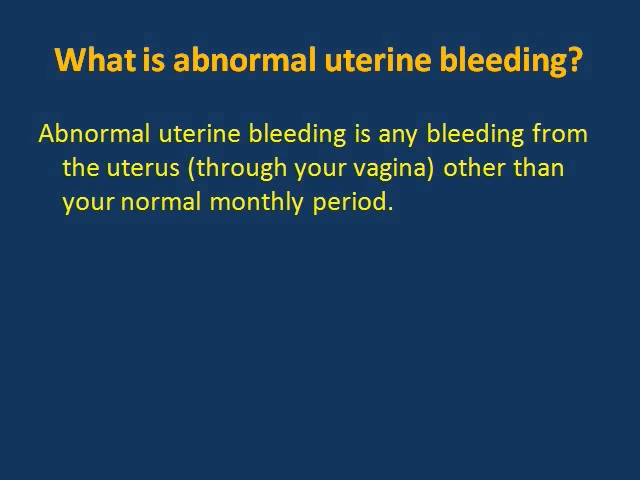 What is abnormal uterine bleeding?
Abnormal uterine bleeding is any bleeding from
the uterus (through your vagina) other than
your normal monthly period.